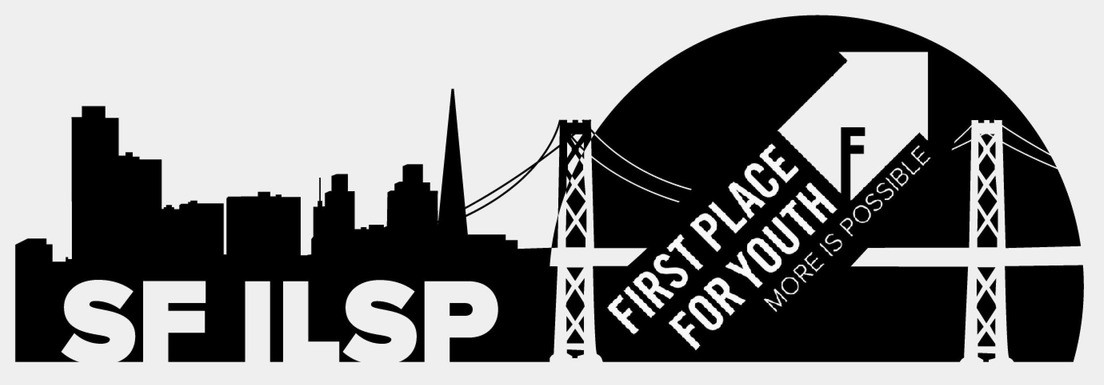 SF ILSP
FIRST PLACE
FOR YOUTH
MORE IS POSSIBLE
F